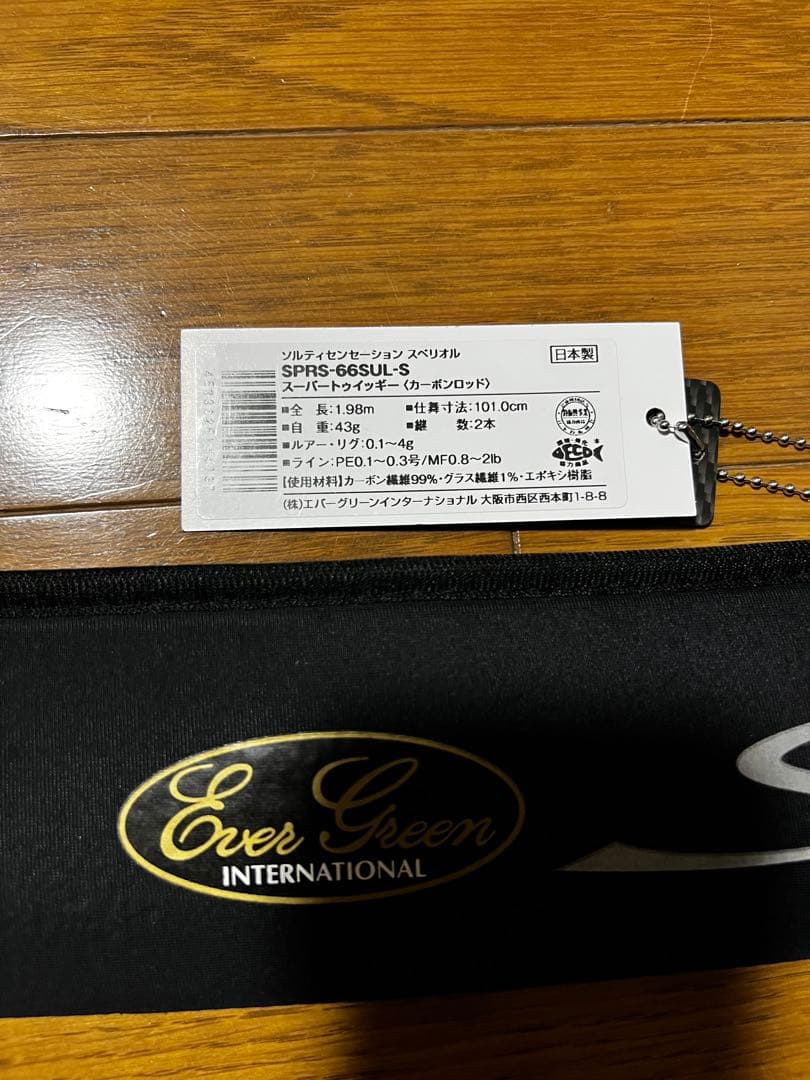 ソルティセンセーション スペリオル
日本製
SPRS-66SUL-S
スーパートゥイッギー〈カーボンロッド〉
■全 長:1.98m ■仕舞寸法:101.0cm
■自 重:43g ■継 数:2本
■ルアー・リグ:0.1〜4g
■ライン:PE0.1〜0.3号/MF0.8〜2lb
【使用材料】カーボン繊維99%・グラス繊維1%・エポキシ樹脂
(株)エバーグリーンインターナショナル 大阪市西区西本町1-8-8
ECO
Ever Green
INTERNATIONAL